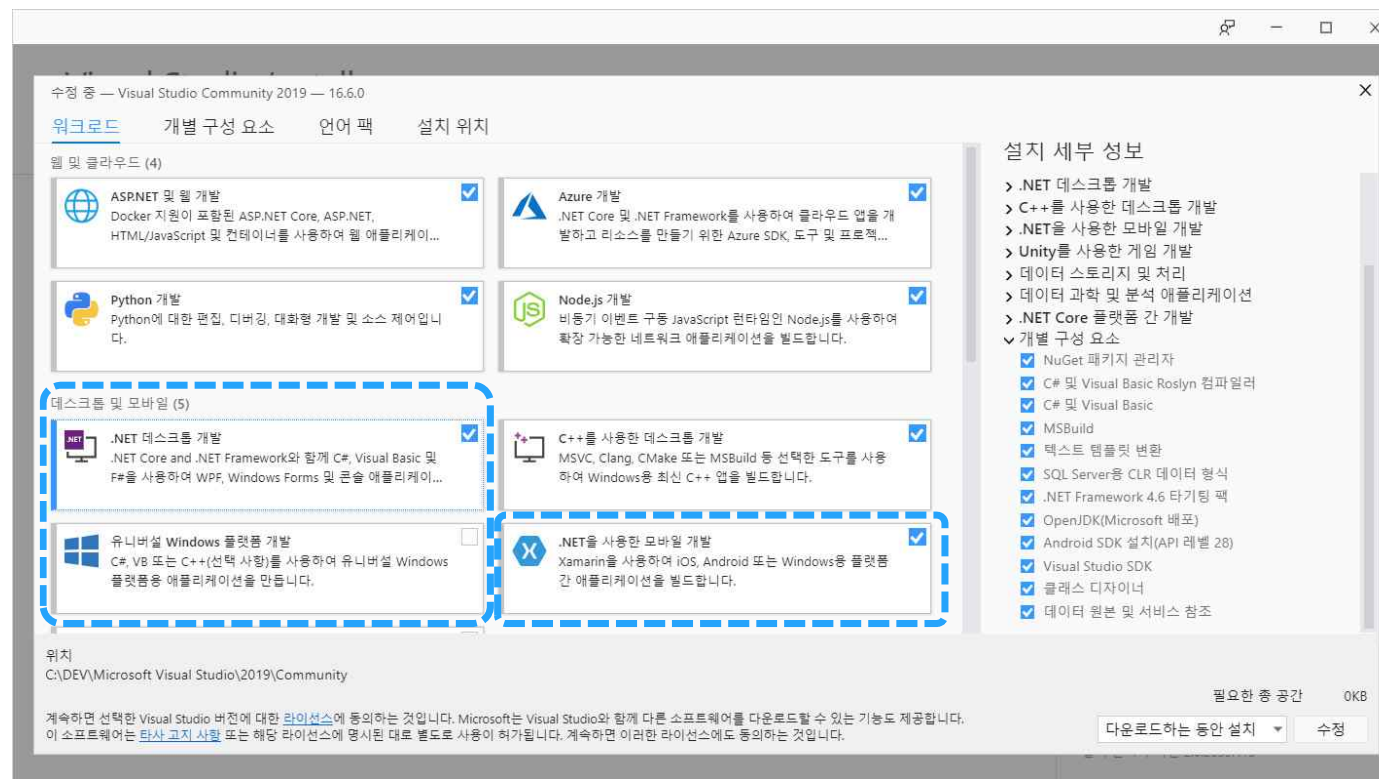 수정 중 — Visual Studio Community 2019 — 16.6.0
워크로드 개별 구성 요소 언어 팩 설치 위치
웹 및 클라우드 (4)
ASP.NET 및 웹 개발
Docker 지원이 포함된 ASP.NET Core, ASP.NET,
HTML/JavaScript 및 컨테이너를 사용하여 웹 애플리케이...
Azure 개발
.NET Core 및 .NET Framework를 사용하여 클라우드 앱을 개
발하고 리소스를 만들기 위한 Azure SDK, 도구 및 프로젝...
Python 개발
Python에 대한 편집, 디버깅, 대화형 개발 및 소스 제어입니
다.
Node.js 개발
비동기 이벤트 구동 JavaScript 런타임인 Node.js를 사용하여
확장 가능한 네트워크 애플리케이션을 빌드합니다.
데스크톱 및 모바일 (5)
.NET 데스크톱 개발
.NET Core and .NET Framework와 함께 C#, Visual Basic 및
F#을 사용하여 WPF, Windows Forms 및 콘솔 애플리케이...
C++를 사용한 데스크톱 개발
MSVC, Clang, CMake 또는 MSBuild 등 선택한 도구를 사용
하여 Windows용 최신 C++ 앱을 빌드합니다.
유니버설 Windows 플랫폼 개발
C#, VB 또는 C++(선택 사항)를 사용하여 유니버설 Windows
플랫폼용 애플리케이션을 만듭니다.
.NET을 사용한 모바일 개발
Xamarin을 사용하여 iOS, Android 또는 Windows용 플랫폼
간 애플리케이션을 빌드합니다.
설치 세부 정보
.NET 데스크톱 개발
C++를 사용한 데스크톱 개발
.NET을 사용한 모바일 개발
Unity를 사용한 게임 개발
데이터 스토리지 및 처리
데이터 과학 및 분석 애플리케이션
.NET Core 플랫폼 간 개발
개별 구성 요소
NuGet 패키지 관리자
C# 및 Visual Basic Roslyn 컴파일러
C# 및 Visual Basic
MSBuild
텍스트 템플릿 변환
SQL Server용 CLR 데이터 형식
.NET Framework 4.6 타기팅 팩
OpenJDK(Microsoft 배포)
Android SDK 설치(API 레벨 28)
Visual Studio SDK
클래스 디자이너
데이터 원본 및 서비스 참조
위치
C:\DEV\Microsoft Visual Studio\2019\Community
필요한 총 공간 0KB
계속하면 선택한 Visual Studio 버전에 대한 라이선스에 동의하는 것입니다. Microsoft는 Visual Studio와 함께 다른 소프트웨어를 다운로드할 수 있는 기능도 제공합니다.
이 소프트웨어는 타사 고지 사항 또는 해당 라이선스에 명시된 대로 별도로 사용이 허가됩니다. 계속하면 이러한 라이선스에도 동의하는 것입니다.
다운로드하는 동안 설치 수정